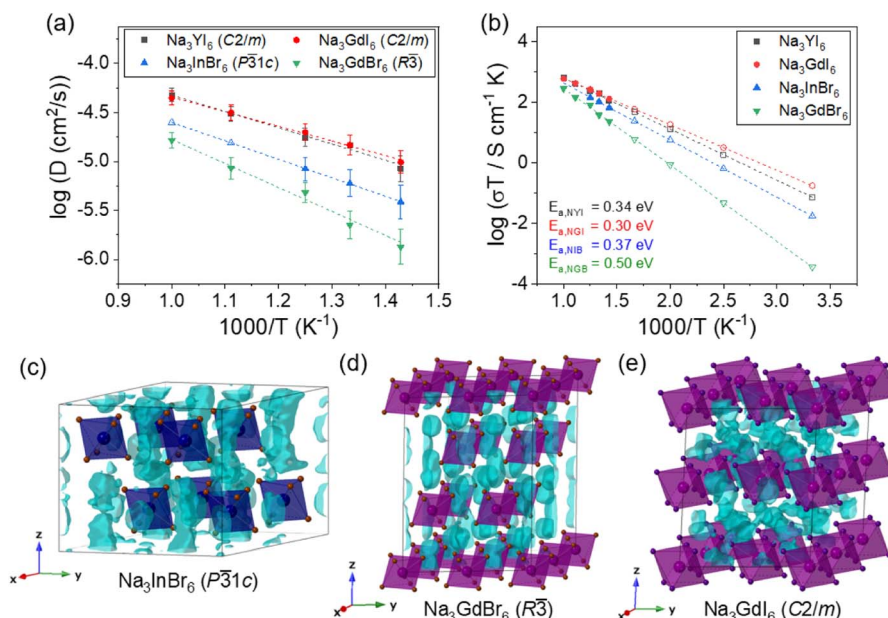 (a)
Na₃YI₆ (C2/m)
Na₃GdI₆ (C2/m)
Na₃InBr₆ (P3̅1c)
Na₃GdBr₆ (R3̅)
-4.0
-4.5
-5.0
-5.5
-6.0
log (D (cm²/s))
0.9 1.0 1.1 1.2 1.3 1.4 1.5
1000/T (K⁻¹)
(b)
Na₃YI₆
Na₃GdI₆
Na₃InBr₆
Na₃GdBr₆
4
2
0
-2
-4
log (σT / S cm⁻¹ K)
Eₐ,NYI = 0.34 eV
Eₐ,NGI = 0.30 eV
Eₐ,NIB = 0.37 eV
Eₐ,NGB = 0.50 eV
1.0 1.5 2.0 2.5 3.0 3.5
1000/T (K⁻¹)
(c)
z
x
y
Na₃InBr₆ (P3̅1c)
(d)
z
x
y
Na₃GdBr₆ (R3̅)
(e)
z
x
y
Na₃GdI₆ (C2/m)